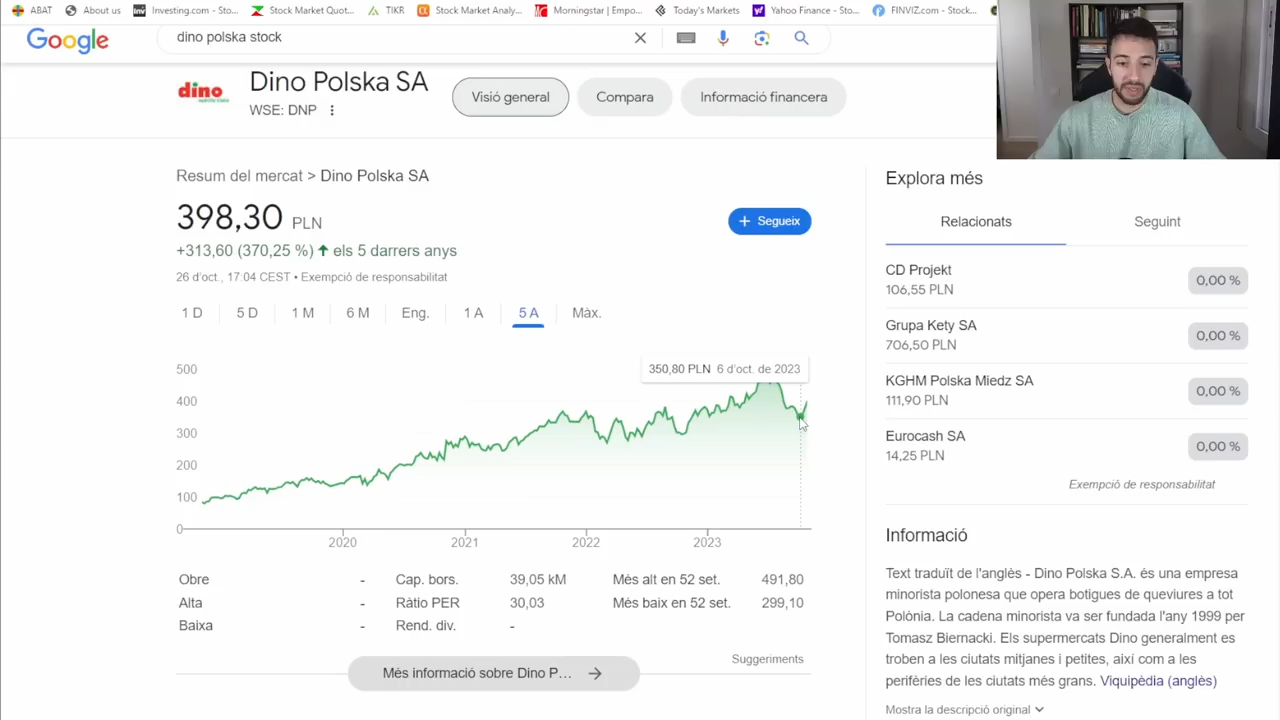 ABAT
About us
Investing.com - Sto...
Stock Market Quot...
TIKR
Stock Market Analy...
Morningstar | Empo...
Today's Markets
Yahoo Finance - Sto...
FINVIZ.com - Stock...
Google
dino polska stock
dino
Dino Polska SA
WSE: DNP
Visió general
Compara
Informació financera
Resum del mercat > Dino Polska SA
398,30 PLN
+ Segueix
+313,60 (370,25 %) ↑ els 5 darrers anys
26 d’oct., 17:04 CEST • Exempció de responsabilitat
1 D
5 D
1 M
6 M
Eng.
1 A
5 A
Màx.
350,80 PLN 6 d’oct. de 2023
500
400
300
200
100
0
2020
2021
2022
2023
Obre -
Cap. bors. 39,05 kM
Més alt en 52 set. 491,80
Alta -
Ràtio PER 30,03
Més baix en 52 set. 299,10
Baixa -
Rend. div. -
Suggeriments
Més informació sobre Dino P… →
Explora més
Relacionats
Seguint
CD Projekt
106,55 PLN
0,00 %
Grupa Kety SA
706,50 PLN
0,00 %
KGHM Polska Miedz SA
111,90 PLN
0,00 %
Eurocash SA
14,25 PLN
0,00 %
Exempció de responsabilitat
Informació
Text traduït de l'anglès - Dino Polska S.A. és una empresa
minorista polonesa que opera botigues de queviures a tot
Polònia. La cadena minorista va ser fundada l'any 1999 per
Tomasz Biernacki. Els supermercats Dino generalment es
troben a les ciutats mitjanes i petites, així com a les
perifèries de les ciutats més grans. Viquipèdia (anglès)
Mostra la descripció original